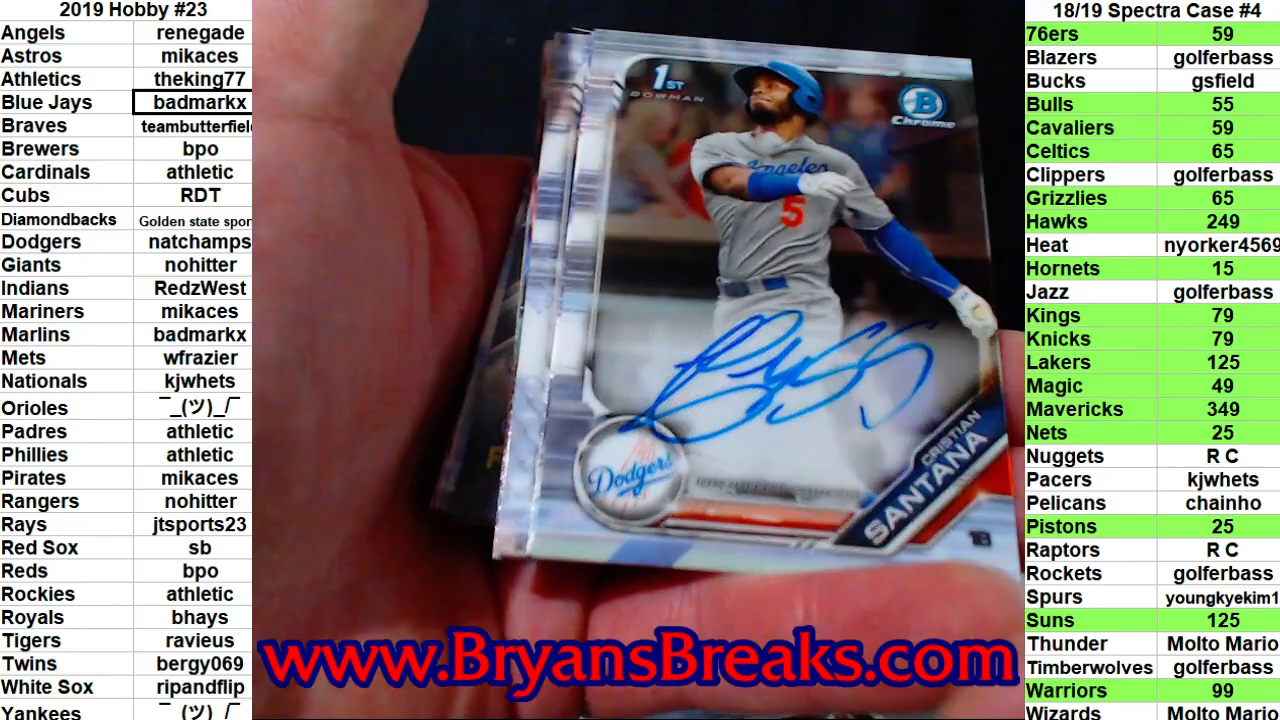 2019 Hobby #23
Angels renegade
Astros mikaces
Athletics theking77
Blue Jays badmarkx
Braves teambutterfiel
Brewers bpo
Cardinals athletic
Cubs RDT
Diamondbacks Golden state spor
Dodgers natchamps
Giants nohitter
Indians RedzWest
Mariners mikaces
Marlins badmarkx
Mets wfrazier
Nationals kjwhets
Orioles ¯_(ツ)_/¯
Padres athletic
Phillies athletic
Pirates mikaces
Rangers nohitter
Rays jtsports23
Red Sox sb
Reds bpo
Rockies athletic
Royals bhays
Tigers ravieus
Twins bergy069
White Sox ripandflip
Yankees ¯_(ツ)_/¯
1ST
BOWMAN
B
Chrome
Angeles
5
Dodgers
CRISTIAN
SANTANA
www.BryansBreaks.com
18/19 Spectra Case #4
76ers 59
Blazers golferbass
Bucks gsfield
Bulls 55
Cavaliers 59
Celtics 65
Clippers golferbass
Grizzlies 65
Hawks 249
Heat nyorker4569
Hornets 15
Jazz golferbass
Kings 79
Knicks 79
Lakers 125
Magic 49
Mavericks 349
Nets 25
Nuggets R C
Pacers kjwhets
Pelicans chainho
Pistons 25
Raptors R C
Rockets golferbass
Spurs youngkyekim1
Suns 125
Thunder Molto Mario
Timberwolves golferbass
Warriors 99
Wizards Molto Mario